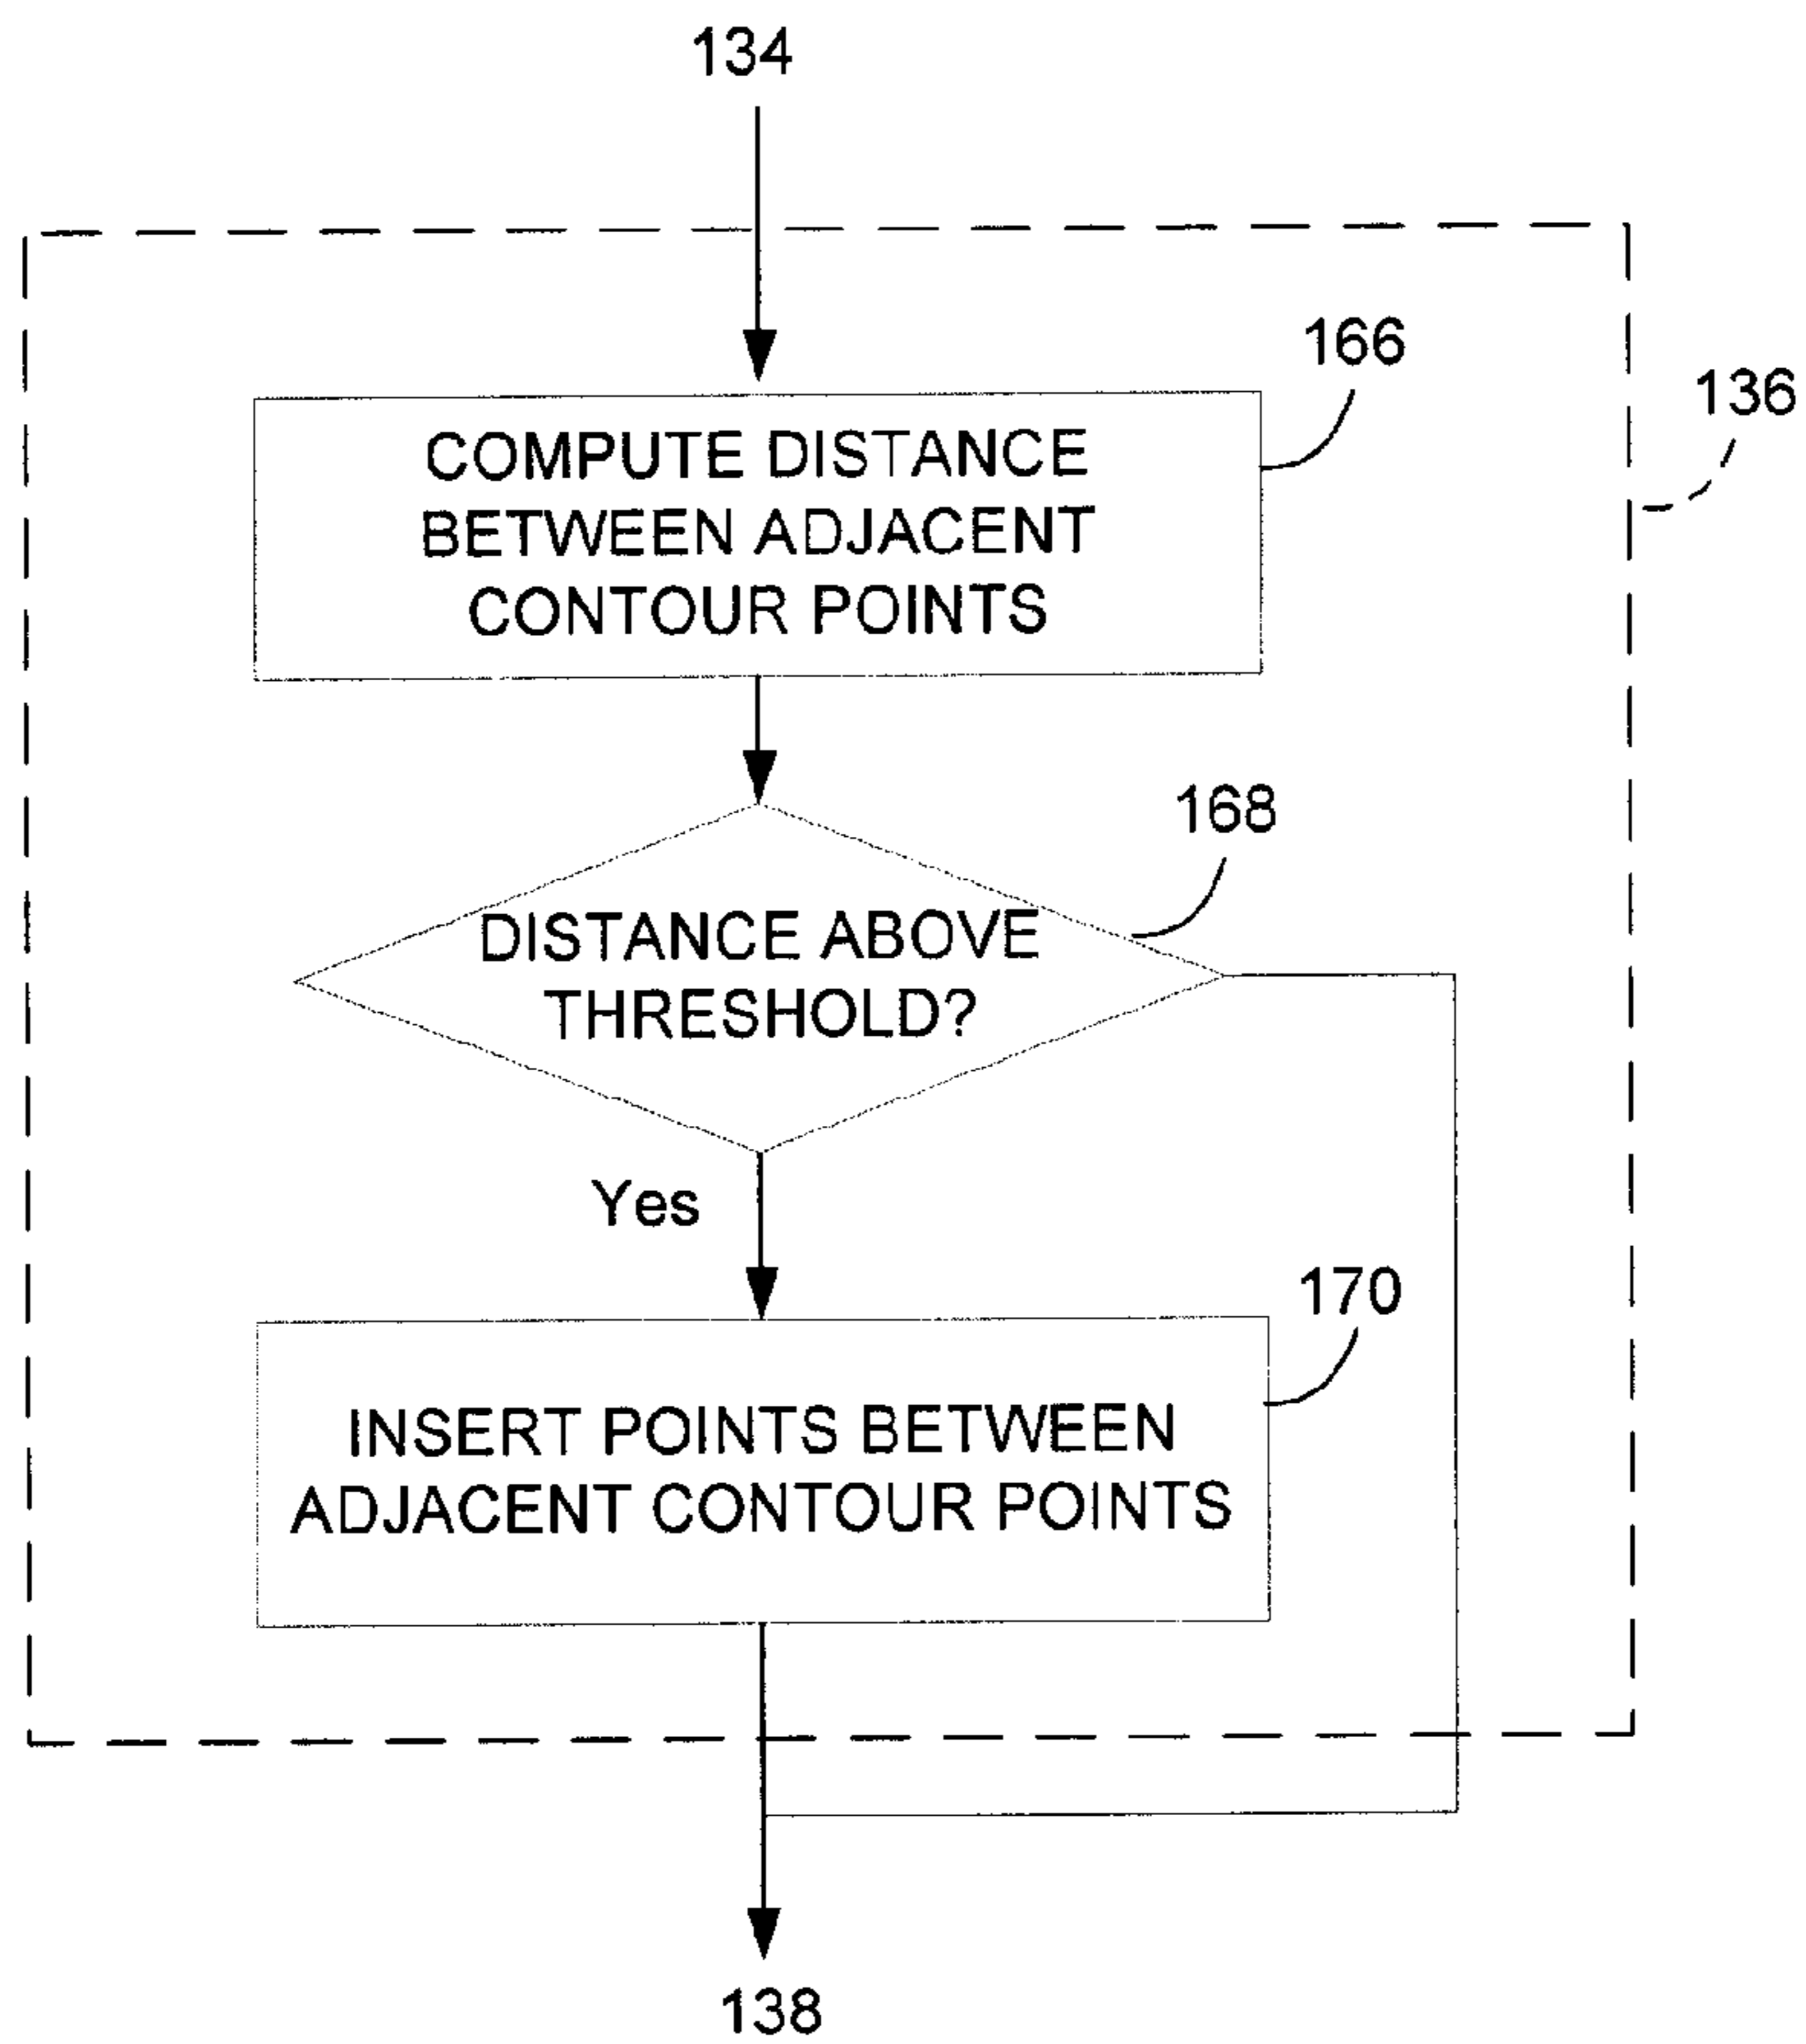 134
166
136
COMPUTE DISTANCE
BETWEEN ADJACENT
CONTOUR POINTS
168
DISTANCE ABOVE
THRESHOLD?
Yes
170
INSERT POINTS BETWEEN
ADJACENT CONTOUR POINTS
138